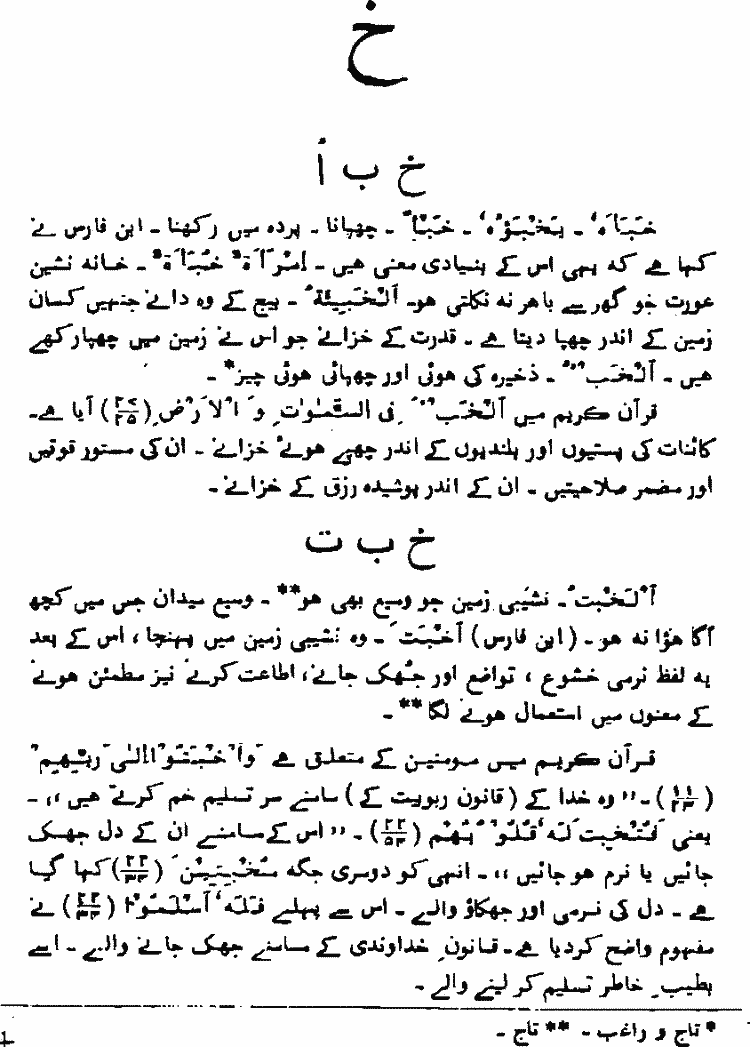 خ
خ ب أ
خَبَأَہٗ ۔ یَخْبَؤُہٗ ۔ خَبْأً ۔ چھپانا ۔ پردہ میں رکھنا ۔ ابن فارس نے
کہا ہے کہ یہی اس کے بنیادی معنی ہیں ۔ اِمْرَأَۃٌ خُبَأَۃٌ ۔ خانہ نشین
عورت جو گھر سے باہر نہ نکلتی ہو۔ اَلْخَبِیْئَۃُ ۔ بیج کے وہ دانے جنہیں کسان
زمین کے اندر چھپا دیتا ہے ۔ قدرت کے خزانے جو اس نے زمین میں چھپا رکھے
ہیں ۔ اَلْخَبْءُ ۔ ذخیرہ کی ہوئی اور چھپائی ہوئی چیز* ۔
قرآن کریم میں اَلْخَبْءَ فِی السَّمٰوٰتِ وَ الْاَرْضِ (۲۷/۲۵) آیا ہے۔
کائنات کی پستیوں اور بلندیوں کے اندر چھپے ہوئے خزانے ۔ ان کی مستور قوتیں
اور مضمر صلاحیتیں ۔ ان کے اندر پوشیدہ رزق کے خزانے ۔
خ ب ت
اَلْخَبْتُ ۔ نشیبی زمین جو وسیع بھی ہو** ۔ وسیع میدان جس میں کچھ
اُگا ہؤا نہ ہو ۔ (ابن فارس) اَخْبَتَ ۔ وہ نشیبی زمین میں پہنچا ، اس کے بعد
یہ لفظ نرمی خشوع ، تواضع اور جُھک جانے، اطاعت کرنے نیز مطمئن ہونے
کے معنوں میں استعمال ہونے لگا** ۔
قرآن کریم میں مومنین کے متعلق ہے وَاَخْبَتُوْا اِلٰی رَبِّہِمْ
(۱۱/۲۳) ۔ ’’ وہ خدا کے (قانون ربوبیت کے) سامنے سر تسلیم خم کرتے ہیں ،، ۔
یعنی فَتُخْبِتَ لَہٗ قُلُوْبُہُمْ (۲۲/۵۴) ۔ ’’ اس کے سامنے ان کے دل جھک
جائیں یا نرم ہو جائیں ،، ۔ انہی کو دوسری جگہ مُخْبِتِیْنَ (۲۲/۳۴) کہا گیا
ہے ۔ دل کی نرمی اور جھکاؤ والے ۔ اس سے پہلے فَلَہٗ اَسْلِمُوْا (۲۲/۳۴) نے
مفہوم واضح کر دیا ہے ۔ قانونِ خداوندی کے سامنے جھک جانے والے ۔ اسے
بطیبِ خاطر تسلیم کر لینے والے ۔
* تاج و راغب ۔ ** تاج ۔